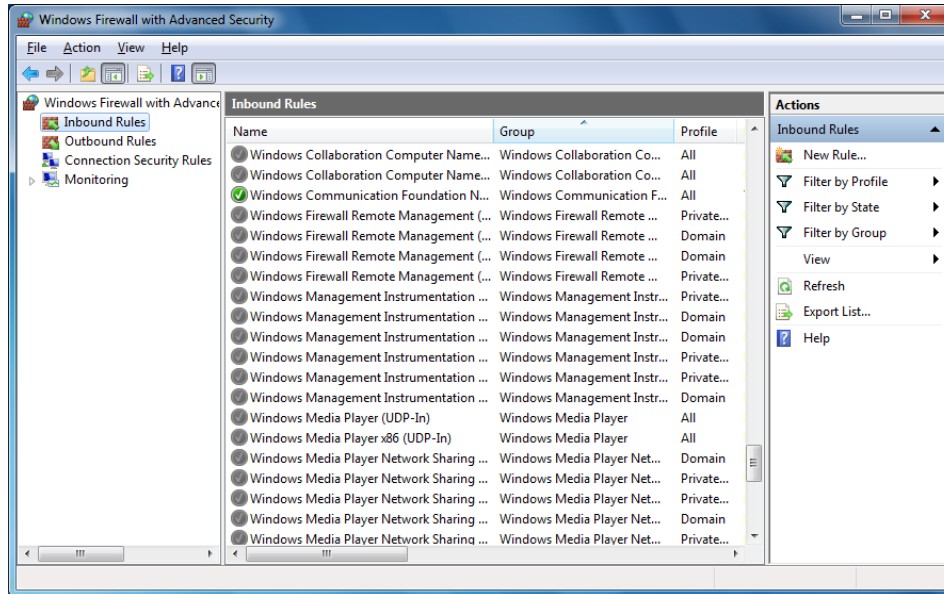 Windows Firewall with Advanced Security
File Action View Help
Windows Firewall with Advance
Inbound Rules
Outbound Rules
Connection Security Rules
Monitoring
Inbound Rules
Name Group Profile
Windows Collaboration Computer Name... Windows Collaboration Co... All
Windows Collaboration Computer Name... Windows Collaboration Co... All
Windows Communication Foundation N... Windows Communication F... All
Windows Firewall Remote Management (... Windows Firewall Remote ... Private...
Windows Firewall Remote Management (... Windows Firewall Remote ... Domain
Windows Firewall Remote Management (... Windows Firewall Remote ... Domain
Windows Firewall Remote Management (... Windows Firewall Remote ... Private...
Windows Management Instrumentation ... Windows Management Instr... Private...
Windows Management Instrumentation ... Windows Management Instr... Domain
Windows Management Instrumentation ... Windows Management Instr... Domain
Windows Management Instrumentation ... Windows Management Instr... Private...
Windows Management Instrumentation ... Windows Management Instr... Private...
Windows Management Instrumentation ... Windows Management Instr... Domain
Windows Media Player (UDP-In) Windows Media Player All
Windows Media Player x86 (UDP-In) Windows Media Player All
Windows Media Player Network Sharing ... Windows Media Player Net... Domain
Windows Media Player Network Sharing ... Windows Media Player Net... Private...
Windows Media Player Network Sharing ... Windows Media Player Net... Private...
Windows Media Player Network Sharing ... Windows Media Player Net... Domain
Windows Media Player Network Sharing ... Windows Media Player Net... Private...
Actions
Inbound Rules
New Rule...
Filter by Profile
Filter by State
Filter by Group
View
Refresh
Export List...
Help